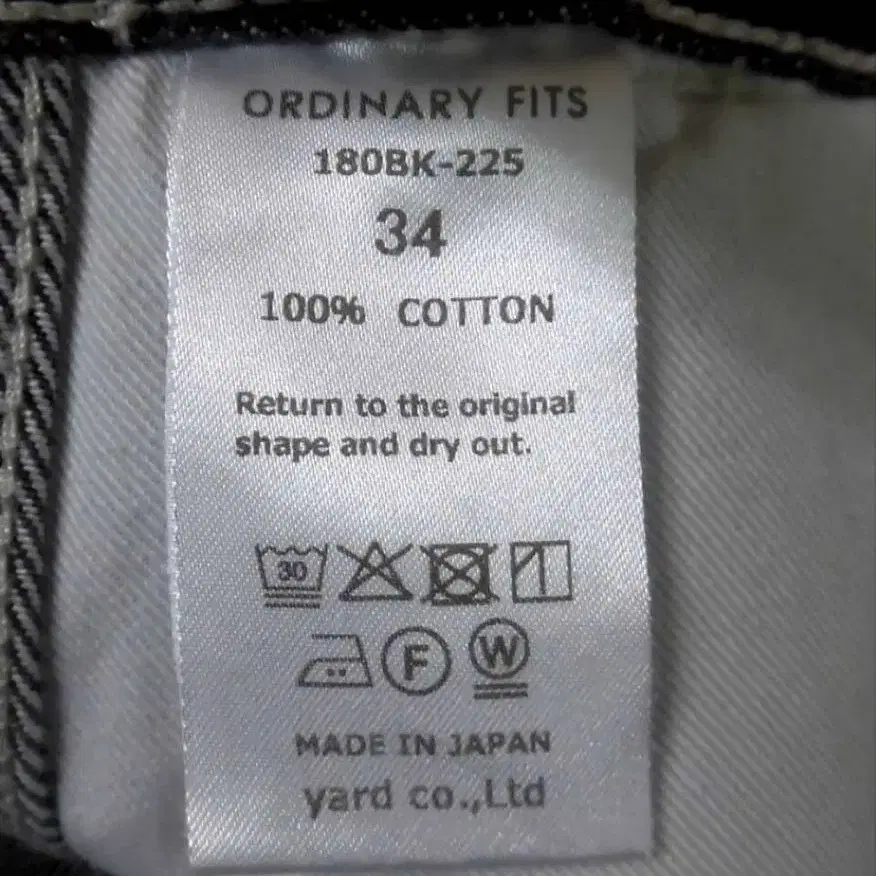 ORDINARY FITS
180BK-225
34
100% COTTON
Return to the original
shape and dry out.
30
F W
MADE IN JAPAN
yard co.,Ltd